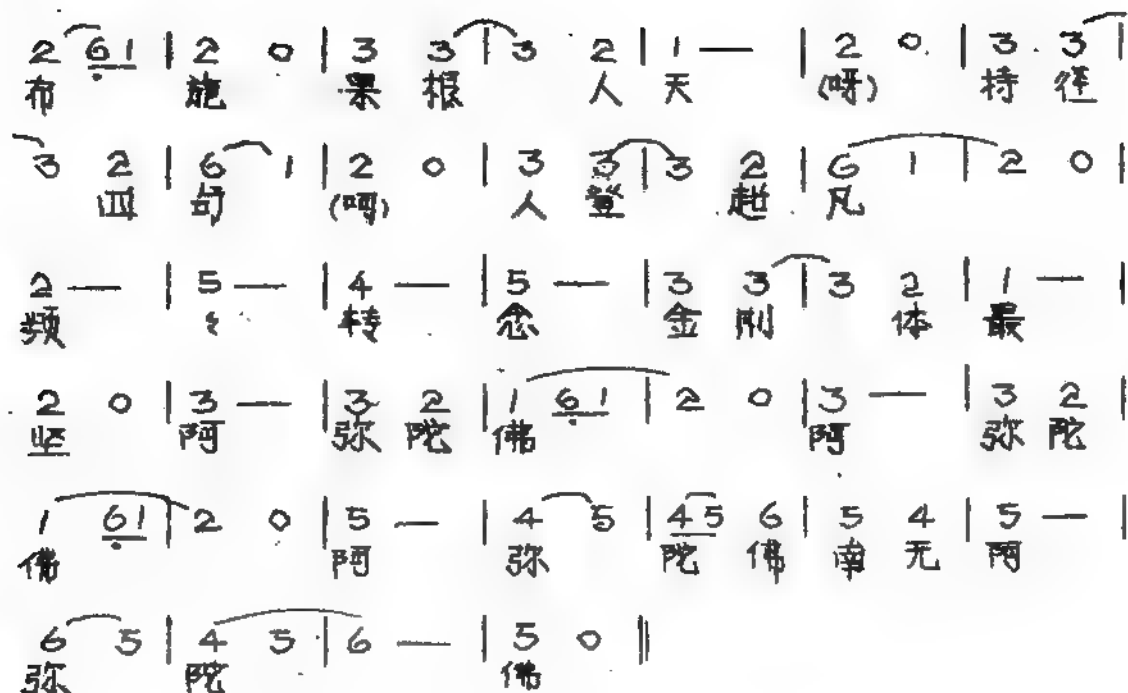 2 61 | 2 0 | 3 3 | 3 2 | 1 — | 2 0 | 3 3 |
布 施 果 报 人 天 (呀) 持 径
3 2 | 6 1 | 2 0 | 3 3 | 3 2 | 6 1 | 2 0 |
四 句 (呵) 人 登 超 凡
2 — | 5 — | 4 — | 5 — | 3 3 | 3 2 | 1 — |
频 转 念 金 刚 体 最
2 0 | 3 — | 3 2 | 1 61 | 2 0 | 3 — | 3 2 |
坚 阿 弥 陀 佛 阿 弥 陀
1 61 | 2 0 | 5 — | 4 5 | 45 6 | 5 4 | 5 — |
佛 阿 弥 陀 佛 南 无 阿
6 5 | 4 5 | 6 — | 5 0 ‖
弥 陀 佛